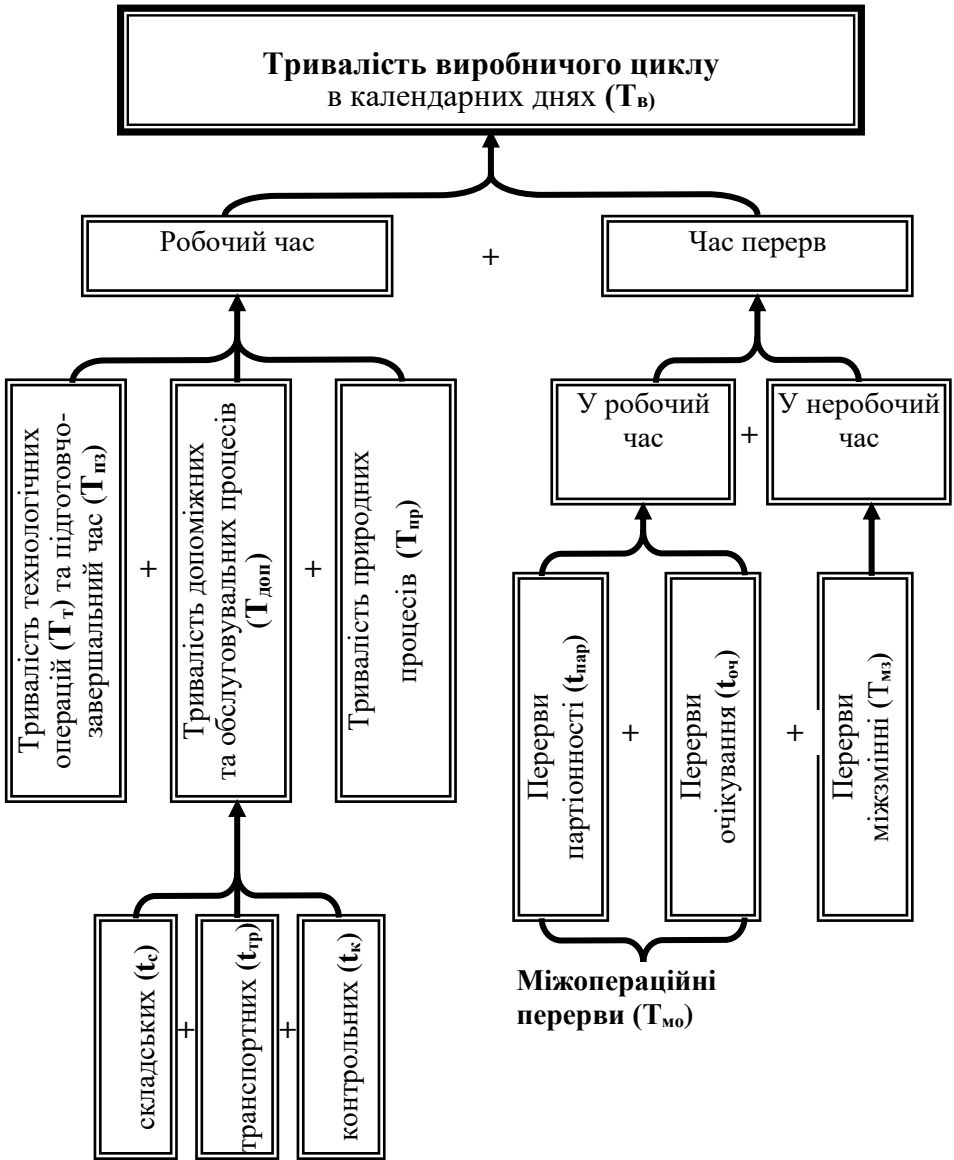 Тривалість виробничого циклу
в календарних днях (Тв)
Робочий час
+
Час перерв
Тривалість технологічних
операцій (Тт) та підготовчо-
завершальний час (Тпз)
+
Тривалість допоміжних
та обслуговувальних процесів
(Тдоп)
+
Тривалість природних
процесів (Тпр)
У робочий
час
+
У неробочий
час
Перерви
партіонності (tпар)
+
Перерви
очікування (tоч)
+
Перерви
міжзмінні (Тмз)
складських (tс)
+
транспортних (tтр)
+
контрольних (tк)
Міжопераційні
перерви (Тмо)